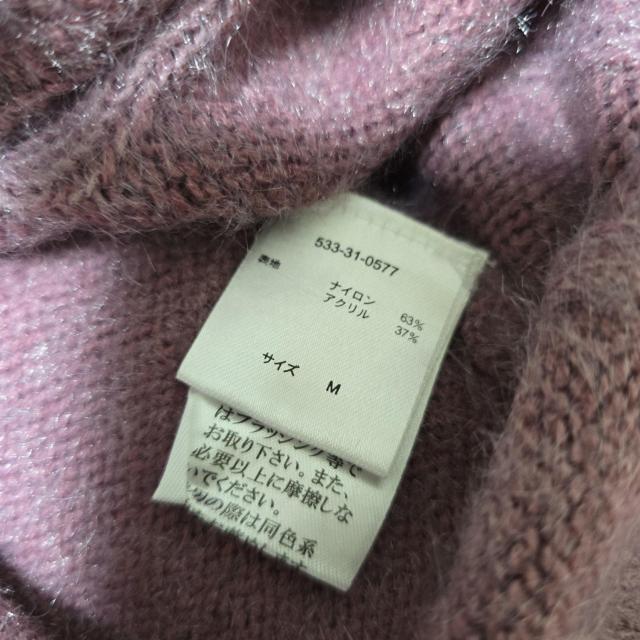 533-31-0577
表地
ナイロン 63%
アクリル 37%
サイズ M
はブラッシング等で
お取り下さい。また、
必要以上に摩擦しな
いでください。
の際は同色系